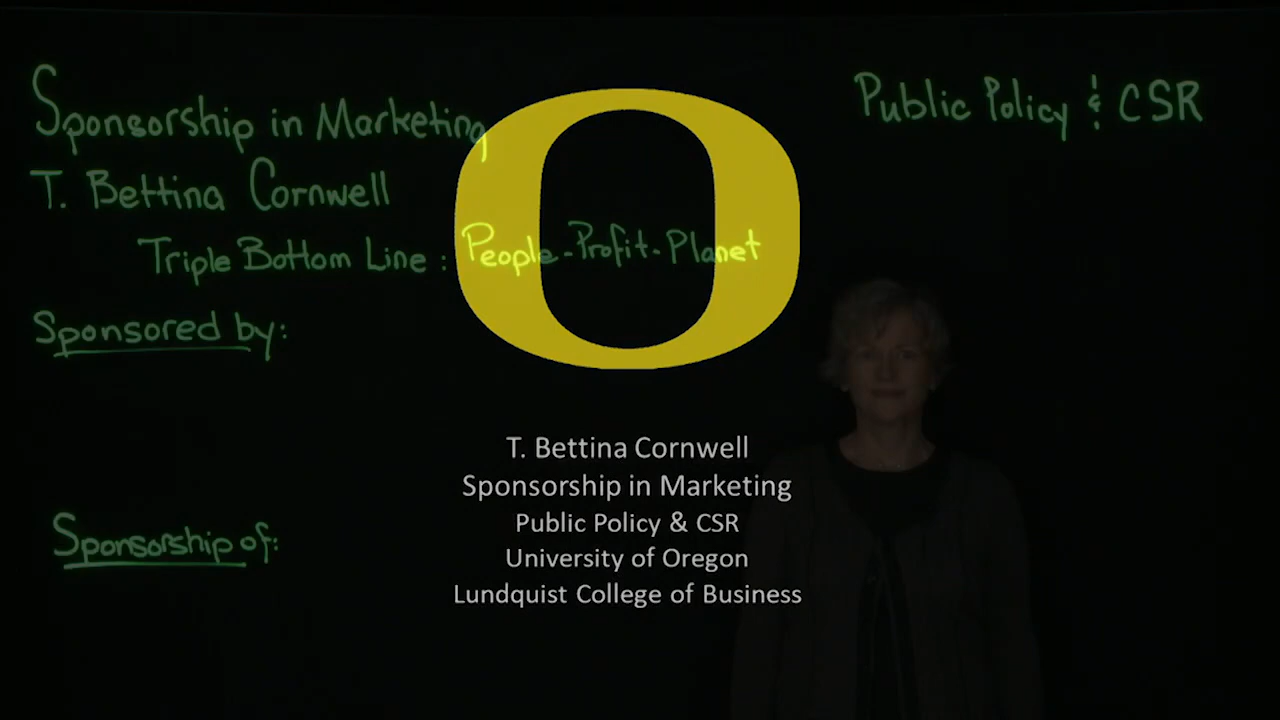 Sponsorship in Marketing
Public Policy & CSR
T. Bettina Cornwell
Triple Bottom Line : People-Profit-Planet
Sponsored by:
Sponsorship of:
O
T. Bettina Cornwell
Sponsorship in Marketing
Public Policy & CSR
University of Oregon
Lundquist College of Business